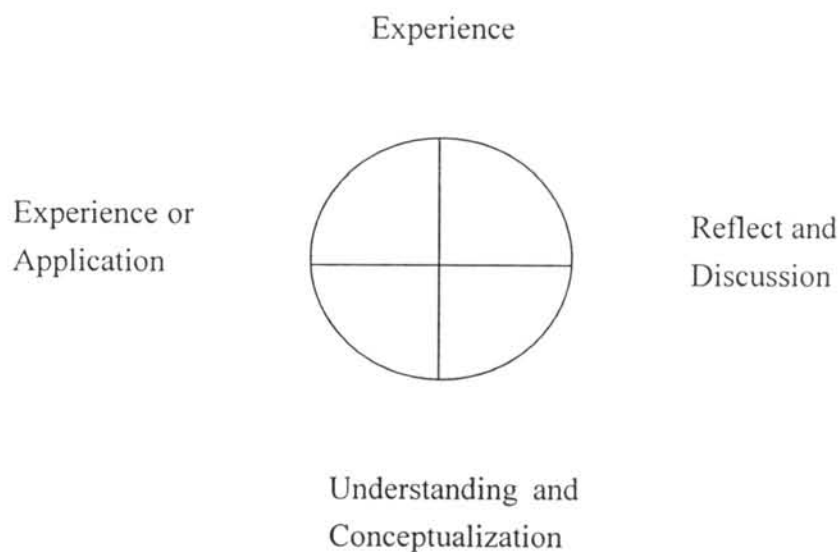 Experience
Experience or
Application
Reflect and
Discussion
Understanding and
Conceptualization